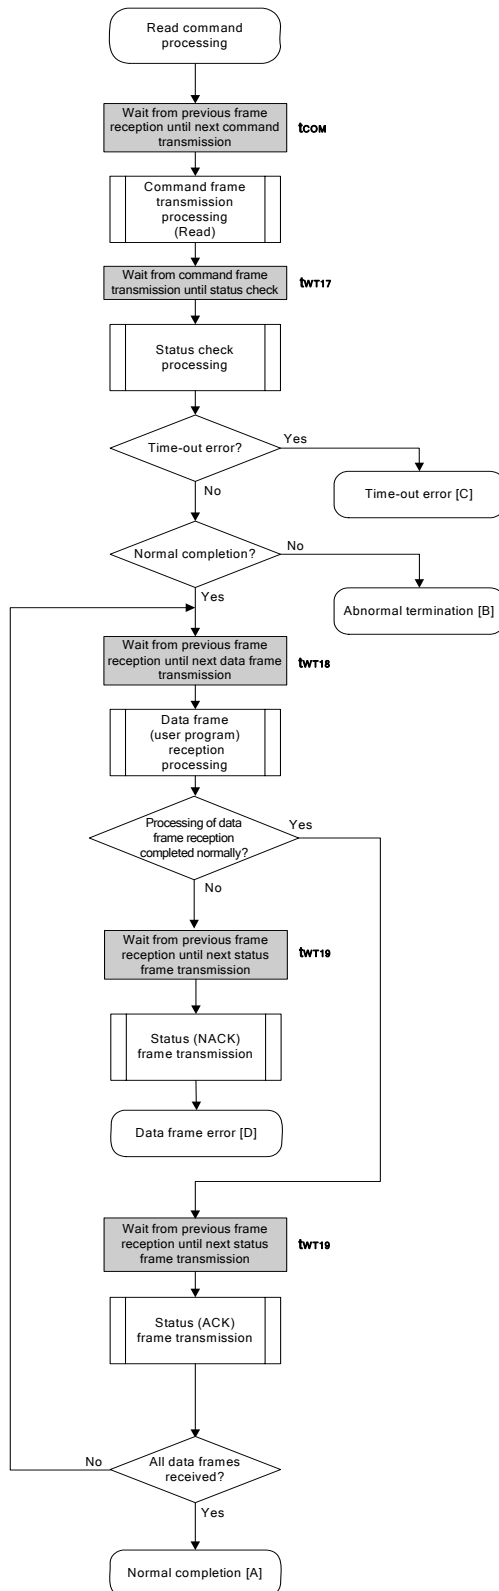 Read command
processing
Wait from previous frame
reception until next command
transmission
tCOM
Command frame
transmission
processing
(Read)
Wait from command frame
transmission until status check
tWT17
Status check
processing
Time-out error?
Yes
No
Time-out error [C]
Normal completion?
No
Yes
Abnormal termination [B]
Wait from previous frame
reception until next data frame
transmission
tWT18
Data frame
(user program)
reception
processing
Processing of data
frame reception
completed normally?
Yes
No
Wait from previous frame
reception until next status
frame transmission
tWT19
Status (NACK)
frame transmission
Data frame error [D]
Wait from previous frame
reception until next status
frame transmission
tWT19
Status (ACK)
frame transmission
No
All data frames
received?
Yes
Normal completion [A]